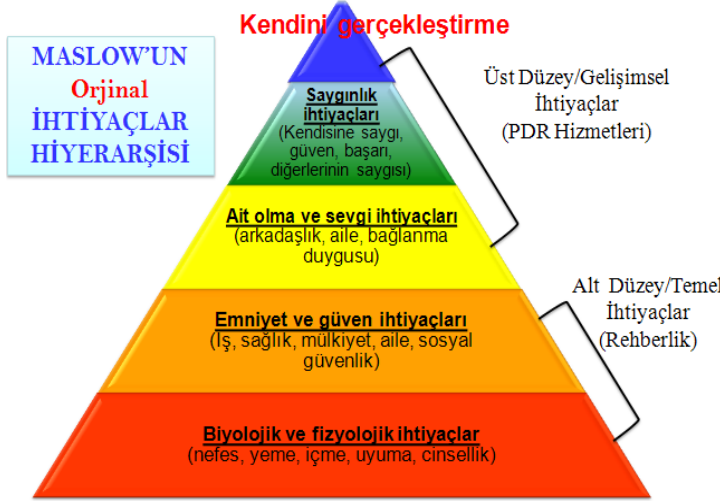 Kendini gerçekleştirme
MASLOW'UN
Orjinal
İHTİYAÇLAR
HİYERARŞİSİ
Saygınlık
ihtiyaçları
(Kendisine saygı,
güven, başarı,
diğerlerinin saygısı)
Üst Düzey/Gelişimsel
İhtiyaçlar
(PDR Hizmetleri)
Ait olma ve sevgi ihtiyaçları
(arkadaşlık, aile, bağlanma
duygusu)
Alt Düzey/Temel
İhtiyaçlar
(Rehberlik)
Emniyet ve güven ihtiyaçları
(İş, sağlık, mülkiyet, aile, sosyal
güvenlik)
Biyolojik ve fizyolojik ihtiyaçlar
(nefes, yeme, içme, uyuma, cinsellik)